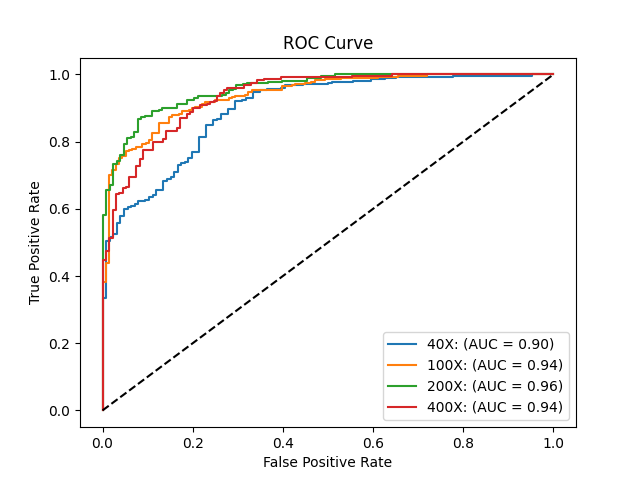 ROC Curve
True Positive Rate
1.0
0.8
0.6
0.4
0.2
0.0
40X: (AUC = 0.90)
100X: (AUC = 0.94)
200X: (AUC = 0.96)
400X: (AUC = 0.94)
0.0 0.2 0.4 0.6 0.8 1.0
False Positive Rate